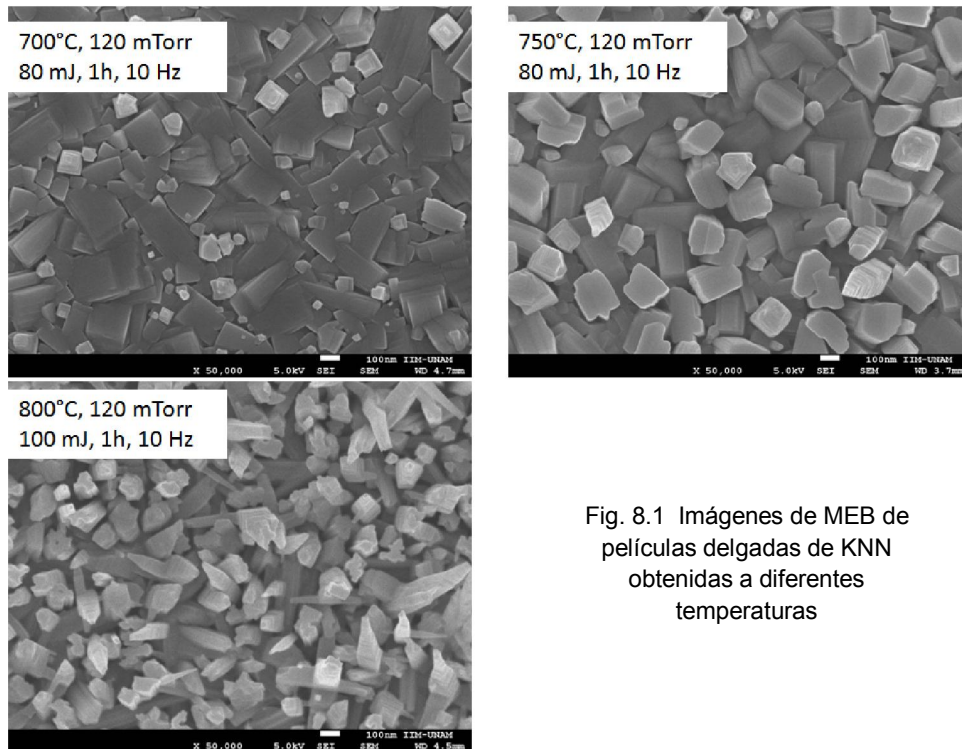 700°C, 120 mTorr
80 mJ, 1h, 10 Hz
100nm IIM-UNAM
X 50,000 5.0kV SEI SEM WD 4.7mm
750°C, 120 mTorr
80 mJ, 1h, 10 Hz
100nm IIM-UNAM
X 50,000 5.0kV SEI SEM WD 3.7mm
800°C, 120 mTorr
100 mJ, 1h, 10 Hz
100nm IIM-UNAM
X 50,000 5.0kV SEI SEM WD 4.5mm
Fig. 8.1 Imágenes de MEB de
películas delgadas de KNN
obtenidas a diferentes
temperaturas